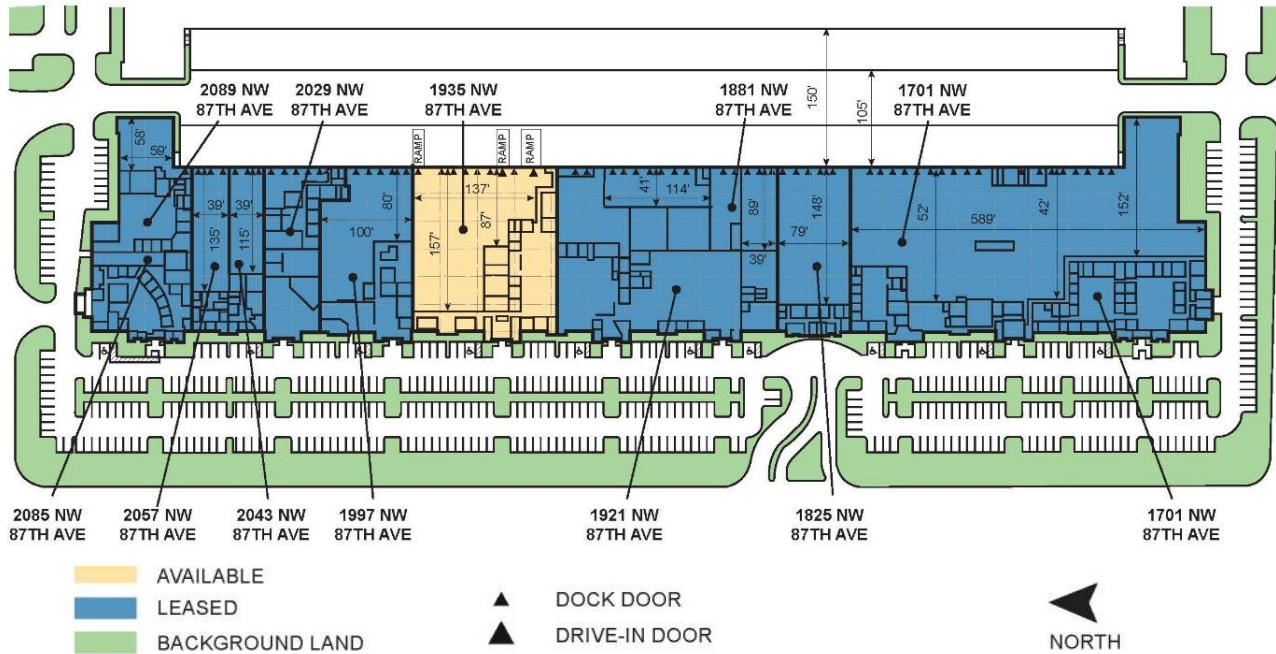 2089 NW
87TH AVE
2029 NW
87TH AVE
1935 NW
87TH AVE
1881 NW
87TH AVE
1701 NW
87TH AVE
150'
105'
RAMP
RAMP
RAMP
58'
59'
39'
39'
135'
115'
100'
80'
137'
157'
87'
41'
114'
89'
39'
148'
79'
52'
589'
42'
152'
2085 NW
87TH AVE
2057 NW
87TH AVE
2043 NW
87TH AVE
1997 NW
87TH AVE
1921 NW
87TH AVE
1825 NW
87TH AVE
1701 NW
87TH AVE
AVAILABLE
LEASED
BACKGROUND LAND
DOCK DOOR
DRIVE-IN DOOR
NORTH